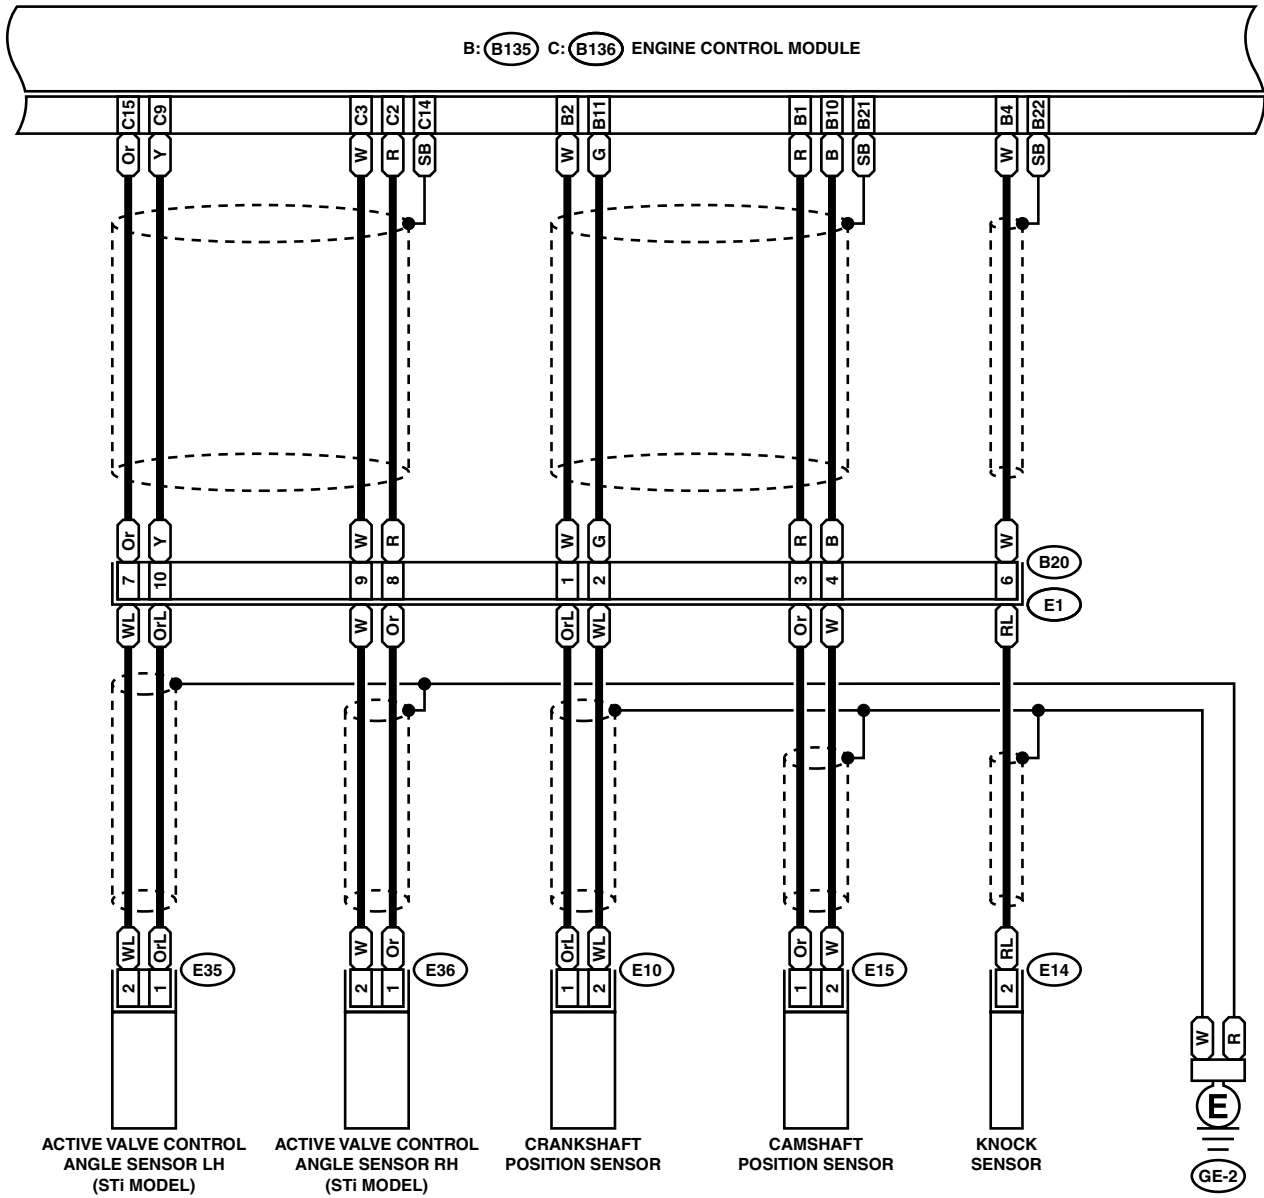 B: B135 C: B136 ENGINE CONTROL MODULE
C15 C9 C3 C2 C14 B2 B11 B1 B10 B21 B4 B22
Or Y W R SB W G R B SB W SB
Or Y W R W G R B W
7 10 9 8 1 2 3 4 6
B20
E1
WL OrL W Or OrL WL Or W RL
WL OrL W Or OrL WL Or W RL
2 1 E35 2 1 E36 1 2 E10 1 2 E15 2 E14
W R
E
GE-2
ACTIVE VALVE CONTROL
ANGLE SENSOR LH
(STi MODEL)
ACTIVE VALVE CONTROL
ANGLE SENSOR RH
(STi MODEL)
CRANKSHAFT
POSITION SENSOR
CAMSHAFT
POSITION SENSOR
KNOCK
SENSOR